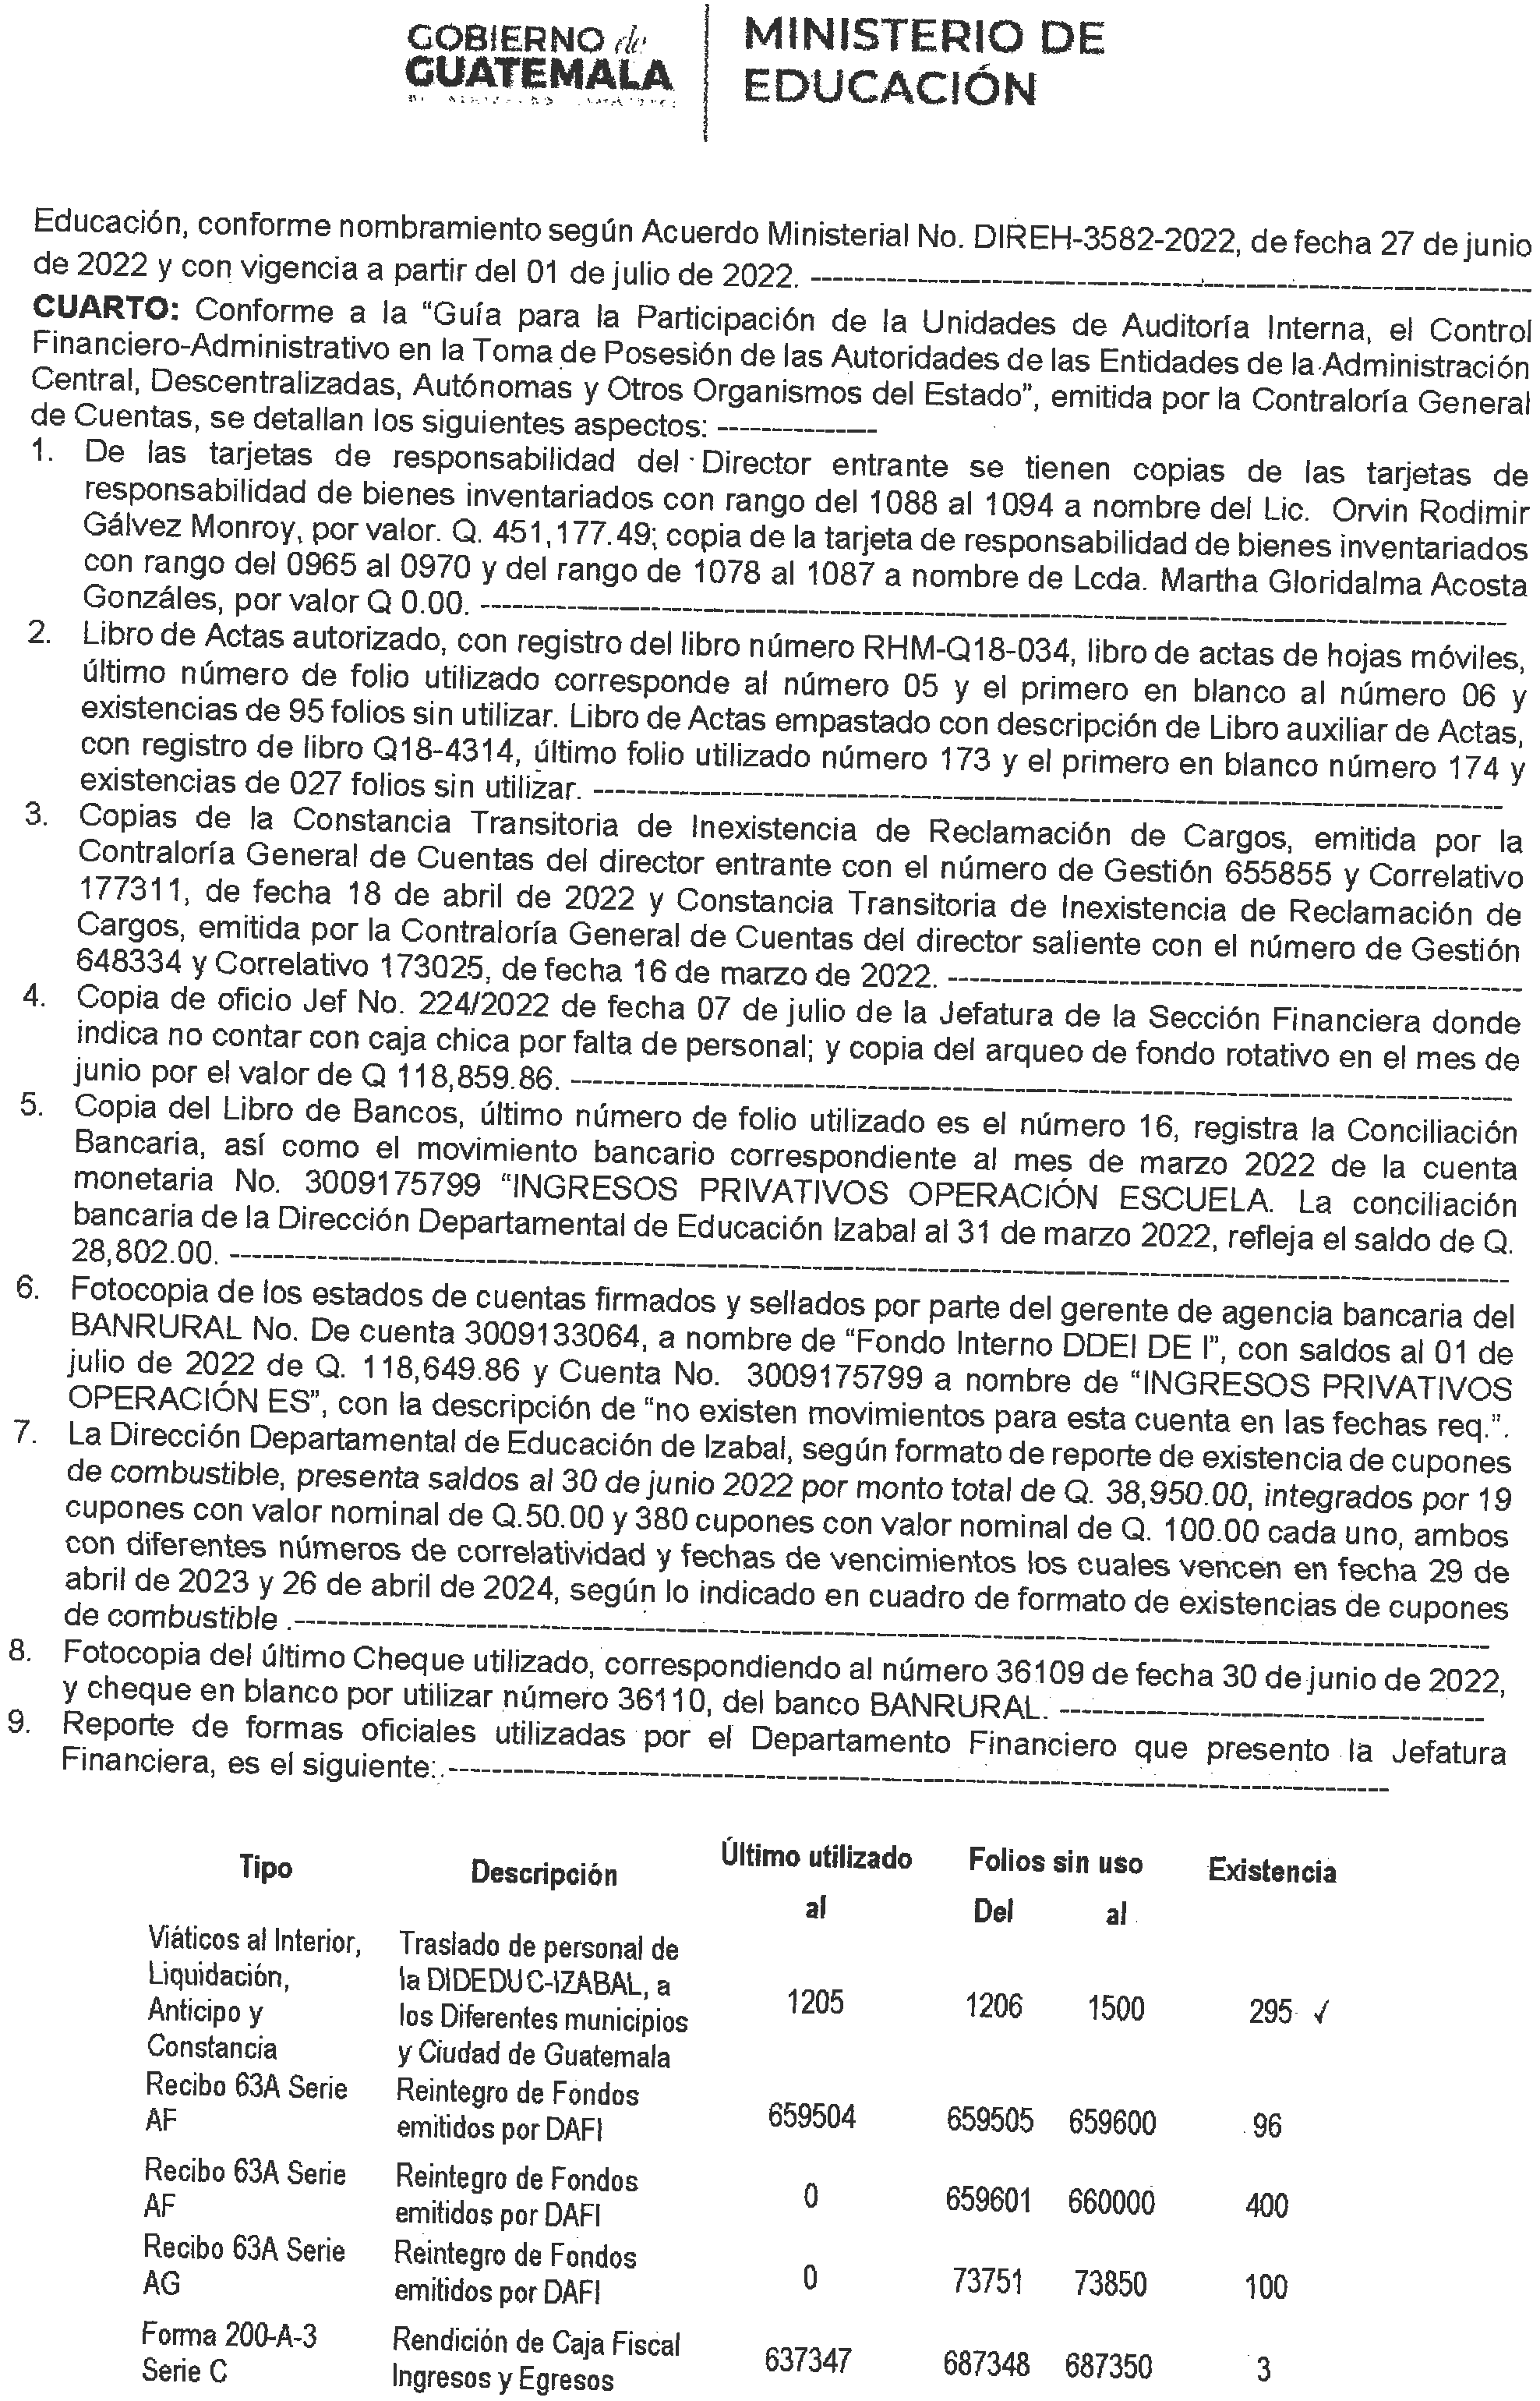 GOBIERNO de
GUATEMALA
MINISTERIO DE
EDUCACIÓN
Educación, conforme nombramiento según Acuerdo Ministerial No. DIREH-3582-2022, de fecha 27 de junio
de 2022 y con vigencia a partir del 01 de julio de 2022. ----------
CUARTO: Conforme a la “Guía para la Participación de la Unidades de Auditoría Interna, el Control
Financiero-Administrativo en la Toma de Posesión de las Autoridades de las Entidades de la Administración
Central, Descentralizadas, Autónomas y Otros Organismos del Estado”, emitida por la Contraloría General
de Cuentas, se detallan los siguientes aspectos: ---------------
1. De las tarjetas de responsabilidad del Director entrante se tienen copias de las tarjetas de
responsabilidad de bienes inventariados con rango del 1088 al 1094 a nombre del Lic. Orvin Rodimir
Gálvez Monroy, por valor. Q. 451,177.49; copia de la tarjeta de responsabilidad de bienes inventariados
con rango del 0965 al 0970 y del rango de 1078 al 1087 a nombre de Lcda. Martha Gloridalma Acosta
Gonzáles, por valor Q 0.00. ----------
2. Libro de Actas autorizado, con registro del libro número RHM-Q18-034, libro de actas de hojas móviles,
último número de folio utilizado corresponde al número 05 y el primero en blanco al número 06 y
existencias de 95 folios sin utilizar. Libro de Actas empastado con descripción de Libro auxiliar de Actas,
con registro de libro Q18-4314, último folio utilizado número 173 y el primero en blanco número 174 y
existencias de 027 folios sin utilizar. ----------
3. Copias de la Constancia Transitoria de Inexistencia de Reclamación de Cargos, emitida por la
Contraloría General de Cuentas del director entrante con el número de Gestión 655855 y Correlativo
177311, de fecha 18 de abril de 2022 y Constancia Transitoria de Inexistencia de Reclamación de
Cargos, emitida por la Contraloría General de Cuentas del director saliente con el número de Gestión
648334 y Correlativo 173025, de fecha 16 de marzo de 2022. ----------
4. Copia de oficio Jef No. 224/2022 de fecha 07 de julio de la Jefatura de la Sección Financiera donde
indica no contar con caja chica por falta de personal; y copia del arqueo de fondo rotativo en el mes de
junio por el valor de Q 118,859.86. ----------
5. Copia del Libro de Bancos, último número de folio utilizado es el número 16, registra la Conciliación
Bancaria, así como el movimiento bancario correspondiente al mes de marzo 2022 de la cuenta
monetaria No. 3009175799 “INGRESOS PRIVATIVOS OPERACIÓN ESCUELA. La conciliación
bancaria de la Dirección Departamental de Educación Izabal al 31 de marzo 2022, refleja el saldo de Q.
28,802.00. ----------
6. Fotocopia de los estados de cuentas firmados y sellados por parte del gerente de agencia bancaria del
BANRURAL No. De cuenta 3009133064, a nombre de “Fondo Interno DDEI DE I”, con saldos al 01 de
julio de 2022 de Q. 118,649.86 y Cuenta No. 3009175799 a nombre de “INGRESOS PRIVATIVOS
OPERACIÓN ES”, con la descripción de “no existen movimientos para esta cuenta en las fechas req.”.
7. La Dirección Departamental de Educación de Izabal, según formato de reporte de existencia de cupones
de combustible, presenta saldos al 30 de junio 2022 por monto total de Q. 38,950.00, integrados por 19
cupones con valor nominal de Q.50.00 y 380 cupones con valor nominal de Q. 100.00 cada uno, ambos
con diferentes números de correlatividad y fechas de vencimientos los cuales vencen en fecha 29 de
abril de 2023 y 26 de abril de 2024, según lo indicado en cuadro de formato de existencias de cupones
de combustible .----------
8. Fotocopia del último Cheque utilizado, correspondiendo al número 36109 de fecha 30 de junio de 2022,
y cheque en blanco por utilizar número 36110, del banco BANRURAL. ----------
9. Reporte de formas oficiales utilizadas por el Departamento Financiero que presento la Jefatura
Financiera, es el siguiente:.----------
Tipo Descripción Último utilizado Folios sin uso Existencia
al Del al
Viáticos al Interior, Traslado de personal de
Liquidación, la DIDEDUC-IZABAL, a
Anticipo y los Diferentes municipios 1205 1206 1500 295 ✓
Constancia y Ciudad de Guatemala
Recibo 63A Serie Reintegro de Fondos
AF emitidos por DAFI 659504 659505 659600 96
Recibo 63A Serie Reintegro de Fondos
AF emitidos por DAFI 0 659601 660000 400
Recibo 63A Serie Reintegro de Fondos
AG emitidos por DAFI 0 73751 73850 100
Forma 200-A-3 Rendición de Caja Fiscal
Serie C Ingresos y Egresos 637347 687348 687350 3